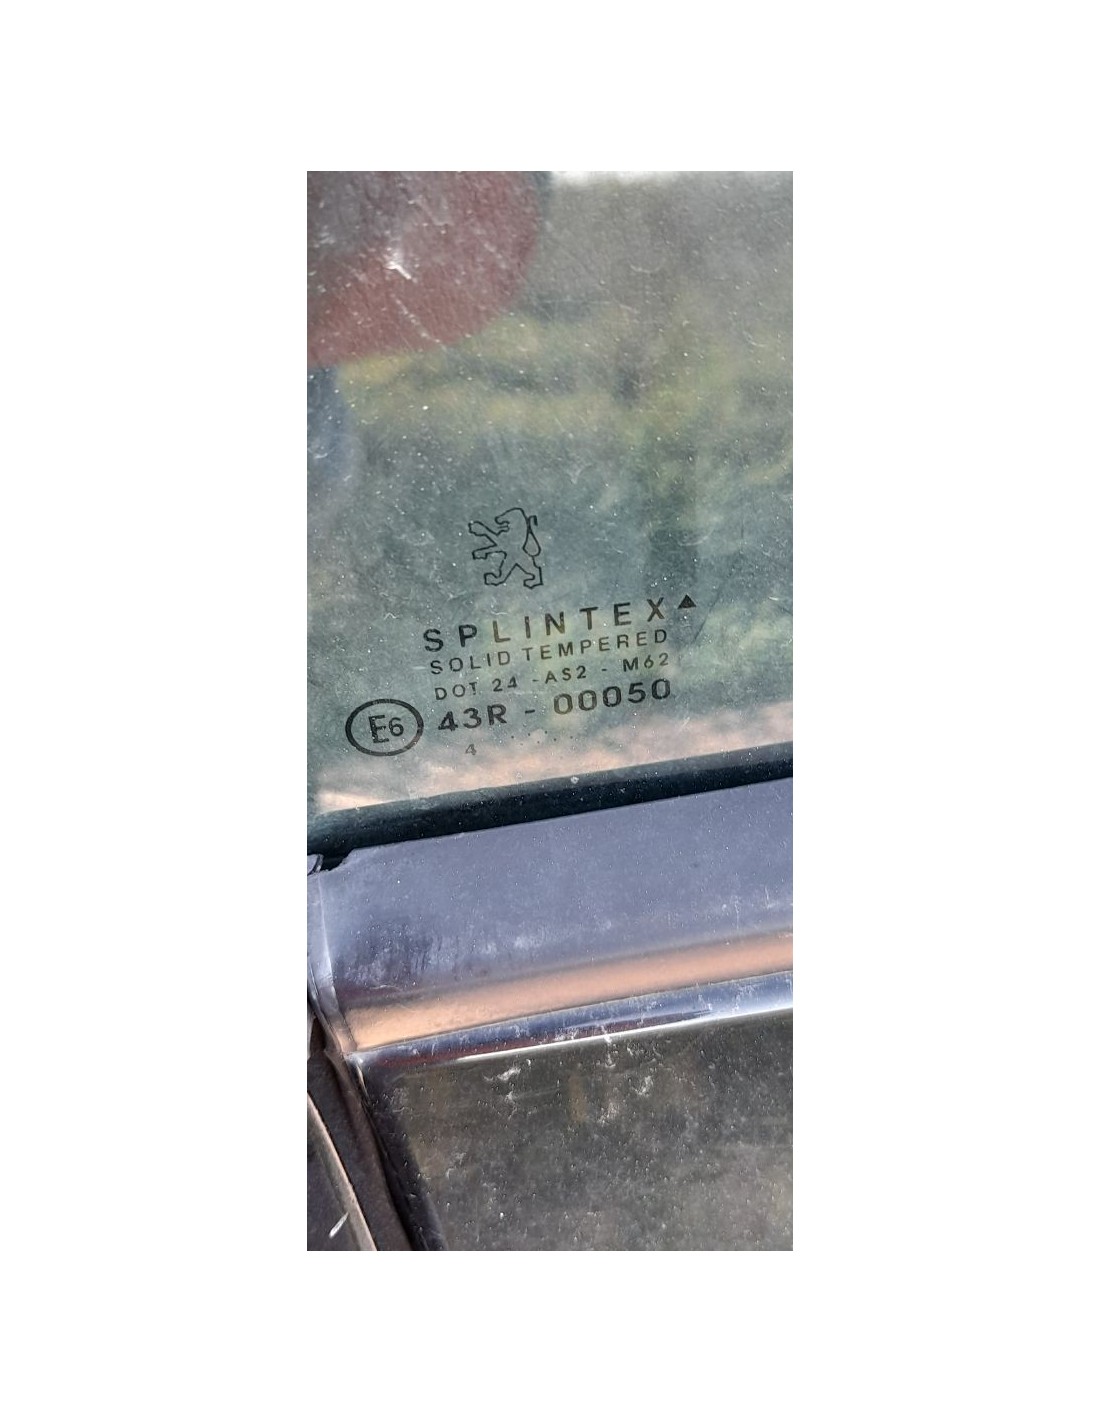 SPLINTEX
SOLID TEMPERED
DOT 24 -AS2 - M62
E6 43R - 00050
4 . . . . . .